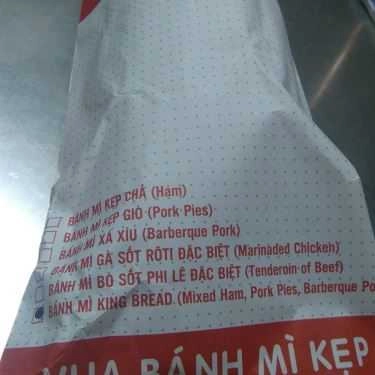 BÁNH MÌ KẸP CHẢ (Ham)
BÁNH MÌ KẸP GIÒ (Pork Pies)
BÁNH MÌ XÁ XÍU (Barberque Pork)
BÁNH MÌ GÀ SỐT RÔTI ĐẶC BIỆT (Marinaded Chicken)
BÁNH MÌ BÒ SỐT PHI LÊ ĐẶC BIỆT (Tenderoin of Beef)
BÁNH MÌ KING BREAD (Mixed Ham, Pork Pies, Barberque Po
VUA BÁNH MÌ KẸP